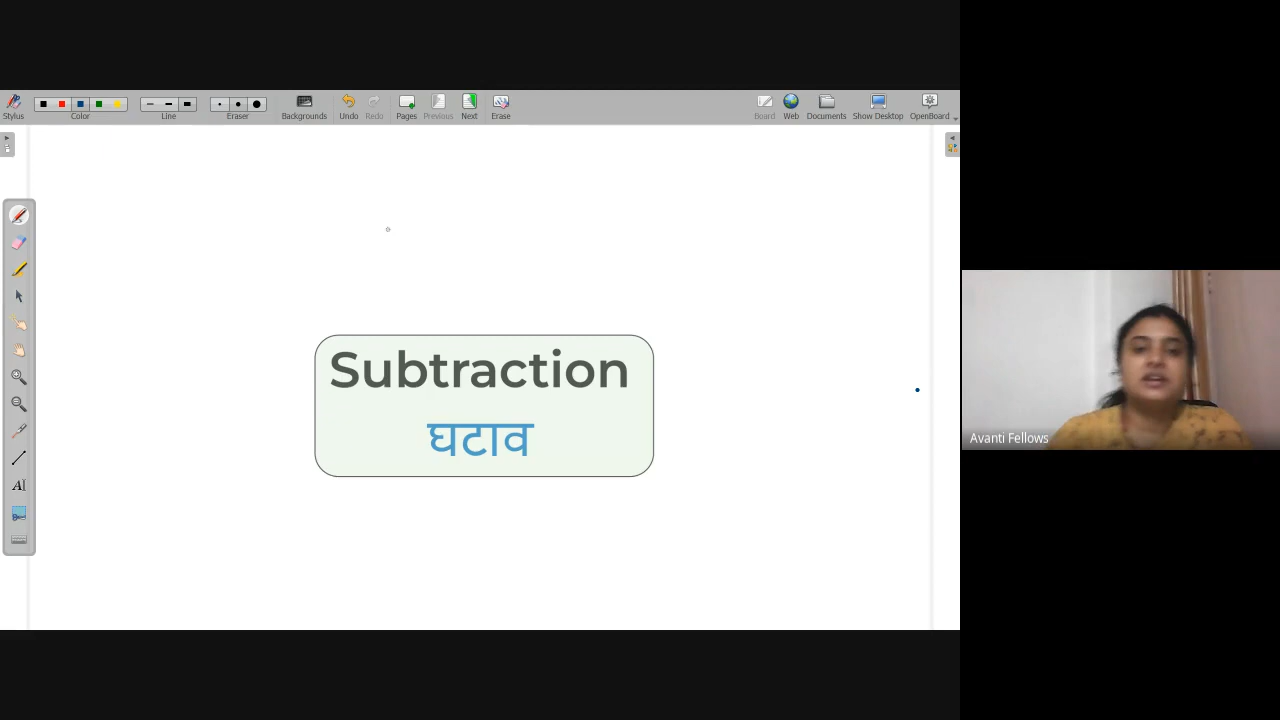 Stylus Color Line Eraser Backgrounds Undo Redo Pages Previous Next Erase Board Web Documents Show Desktop OpenBoard
Subtraction
घटाव
Avanti Fellows